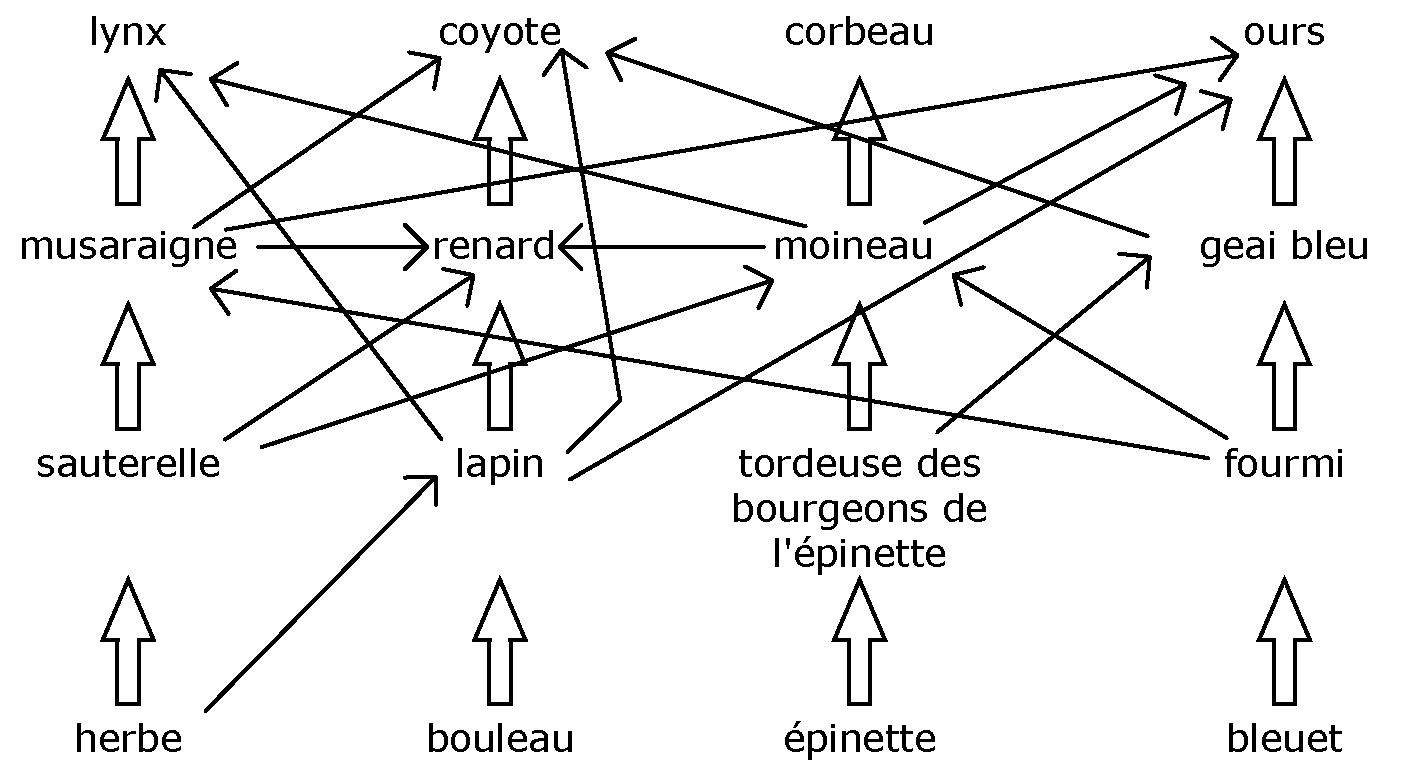 lynx coyote corbeau ours
musaraigne renard moineau geai bleu
sauterelle lapin tordeuse des fourmi
bourgeons de
l'épinette
herbe bouleau épinette bleuet